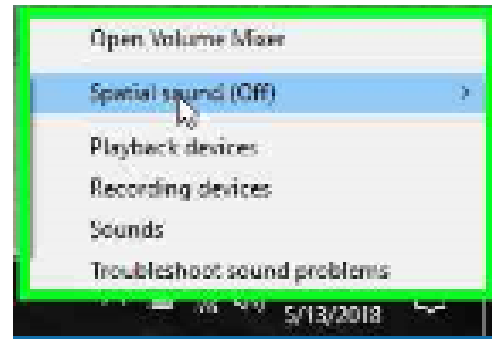 Open Volume Mixer
Spatial sound (Off)
Playback devices
Recording devices
Sounds
Troubleshoot sound problems
5/13/2018